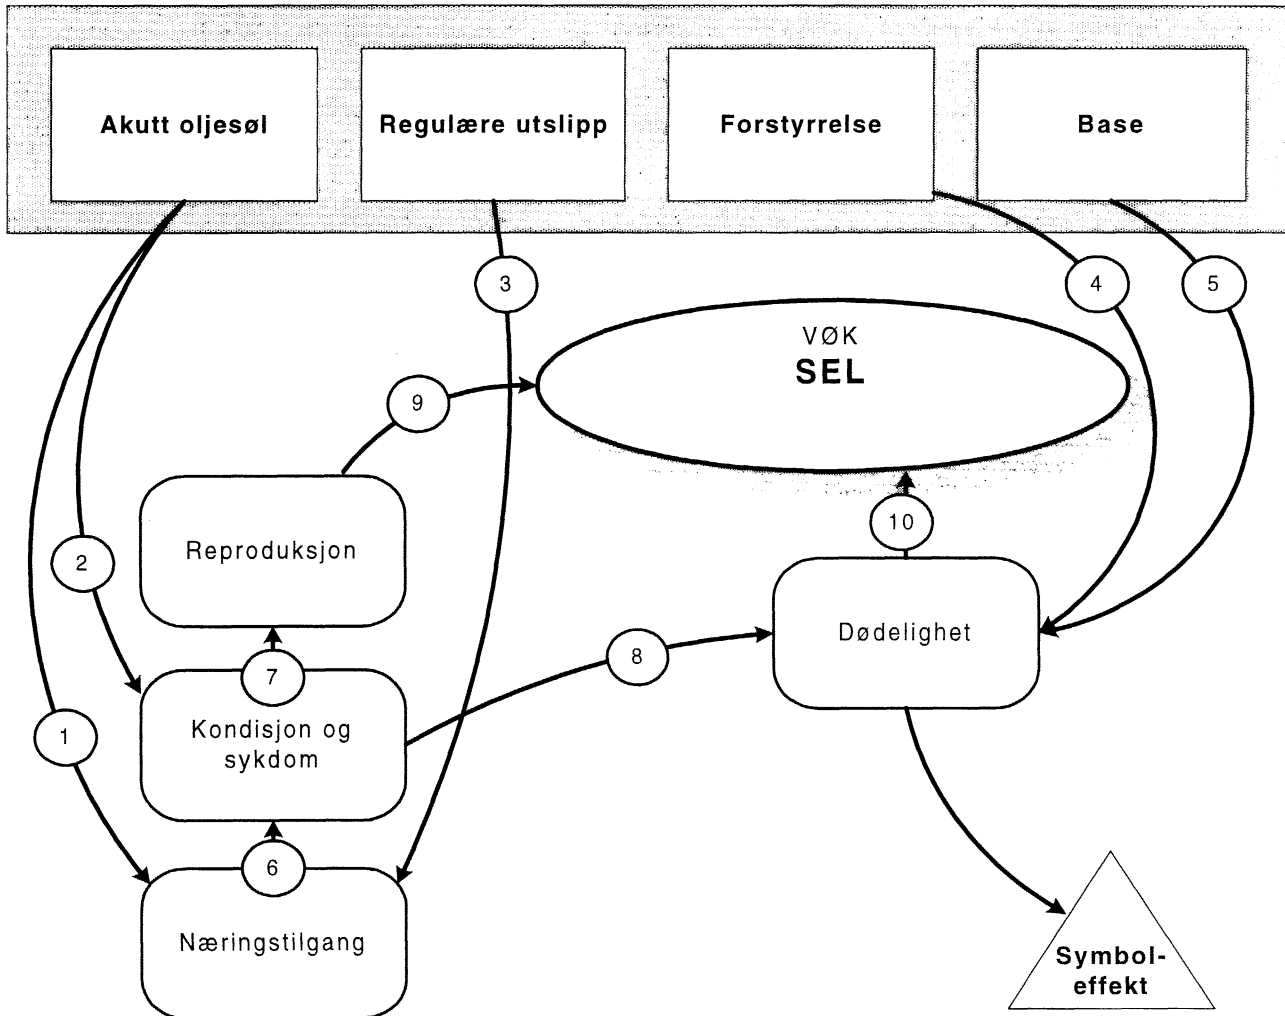 Akutt oljesøl
Regulære utslipp
Forstyrrelse
Base
3
4
5
VØK
SEL
9
10
Reproduksjon
2
Dødelighet
8
7
Kondisjon og
sykdom
1
6
Næringstilgang
Symbol-
effekt